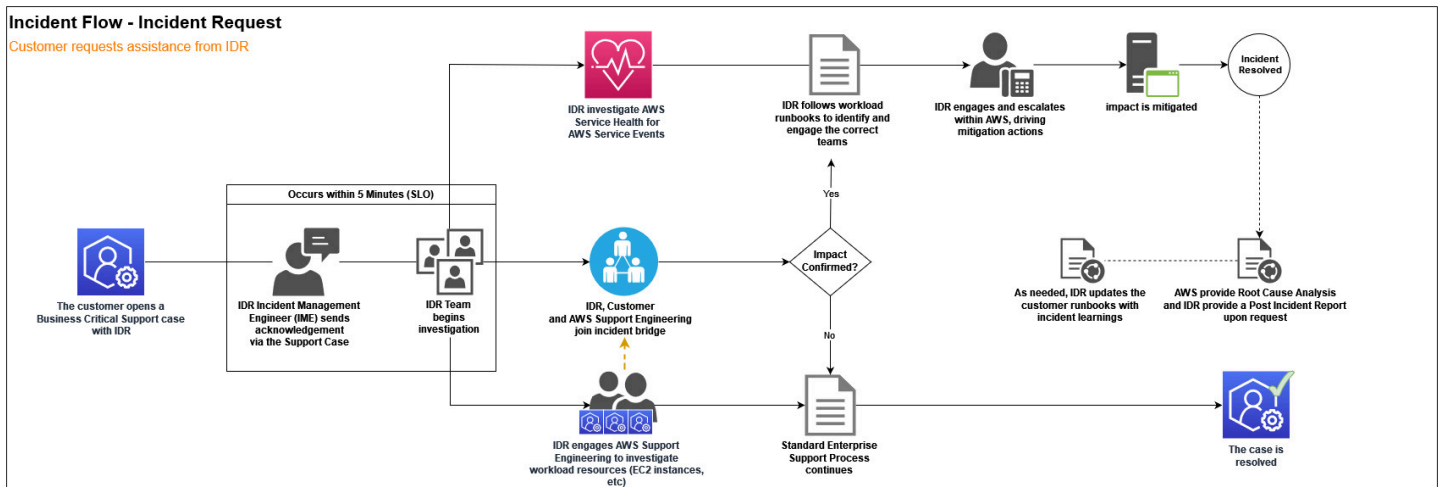 Incident Flow - Incident Request
Customer requests assistance from IDR
IDR investigate AWS
Service Health for
AWS Service Events
IDR follows workload
runbooks to identify and
engage the correct
teams
IDR engages and escalates
within AWS, driving
mitigation actions
impact is mitigated
Incident
Resolved
Occurs within 5 Minutes (SLO)
The customer opens a
Business Critical Support case
with IDR
IDR Incident Management
Engineer (IME) sends
acknowledgement
via the Support Case
IDR Team
begins
investigation
IDR, Customer
and AWS Support Engineering
join incident bridge
Impact
Confirmed?
Yes
No
As needed, IDR updates the
customer runbooks with
incident learnings
AWS provide Root Cause Analysis
and IDR provide a Post Incident Report
upon request
IDR engages AWS Support
Engineering to investigate
workload resources (EC2 instances,
etc)
Standard Enterprise
Support Process
continues
The case is
resolved